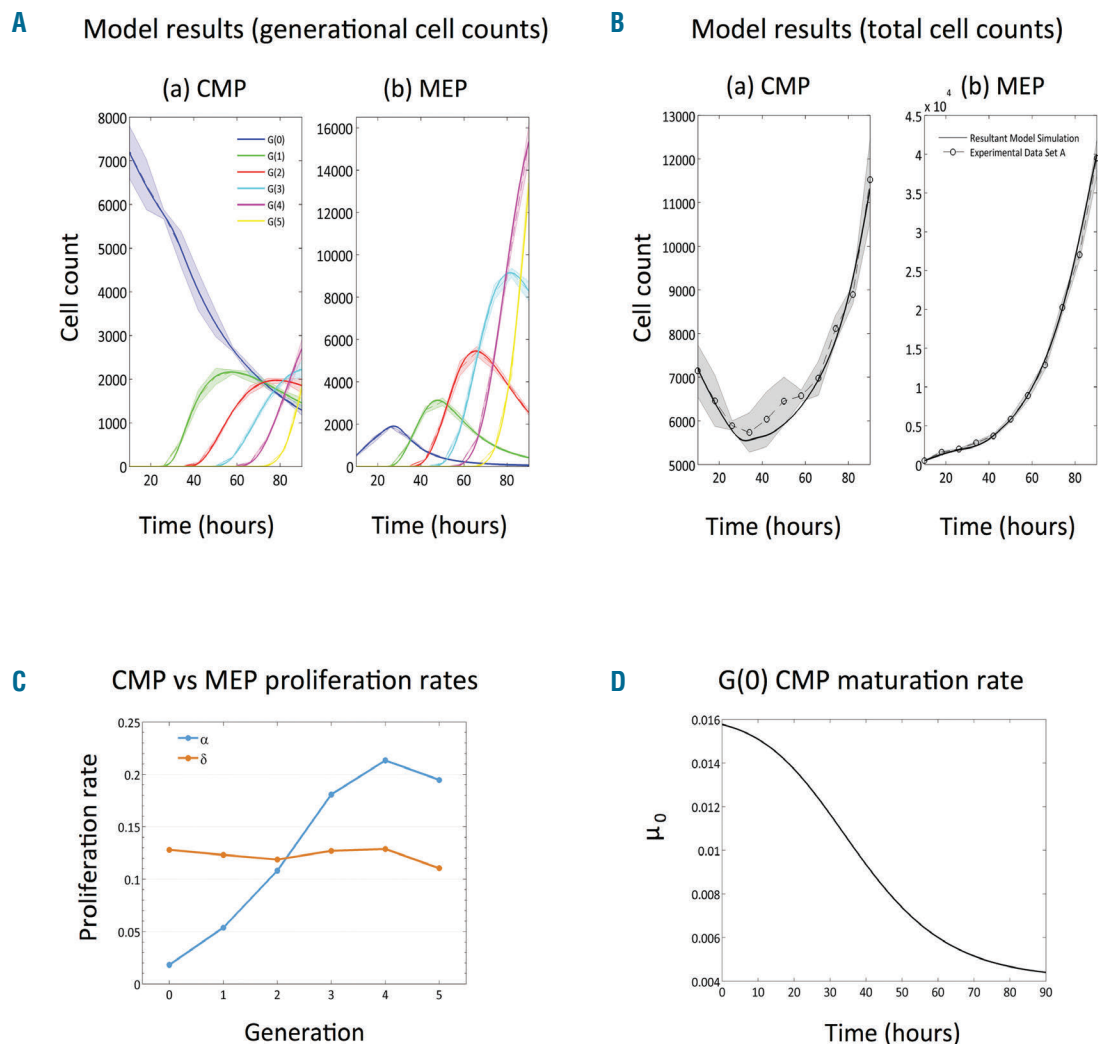 A Model results (generational cell counts)
(a) CMP
(b) MEP
8000
7000
6000
5000
4000
3000
2000
1000
0
G(0)
G(1)
G(2)
G(3)
G(4)
G(5)
16000
14000
12000
10000
8000
6000
4000
2000
0
Cell count
20 40 60 80
20 40 60 80
Time (hours)
Time (hours)
B Model results (total cell counts)
(a) CMP
(b) MEP
13000
12000
11000
10000
9000
8000
7000
6000
5000
x 10^4
4.5
4
3.5
3
2.5
2
1.5
1
0.5
0
Resultant Model Simulation
Experimental Data Set A
Cell count
20 40 60 80
20 40 60 80
Time (hours)
Time (hours)
C CMP vs MEP proliferation rates
0.25
0.2
0.15
0.1
0.05
0
α
δ
Proliferation rate
0 1 2 3 4 5
Generation
D G(0) CMP maturation rate
0.016
0.014
0.012
0.01
0.008
0.006
0.004
μ0
0 10 20 30 40 50 60 70 80 90
Time (hours)